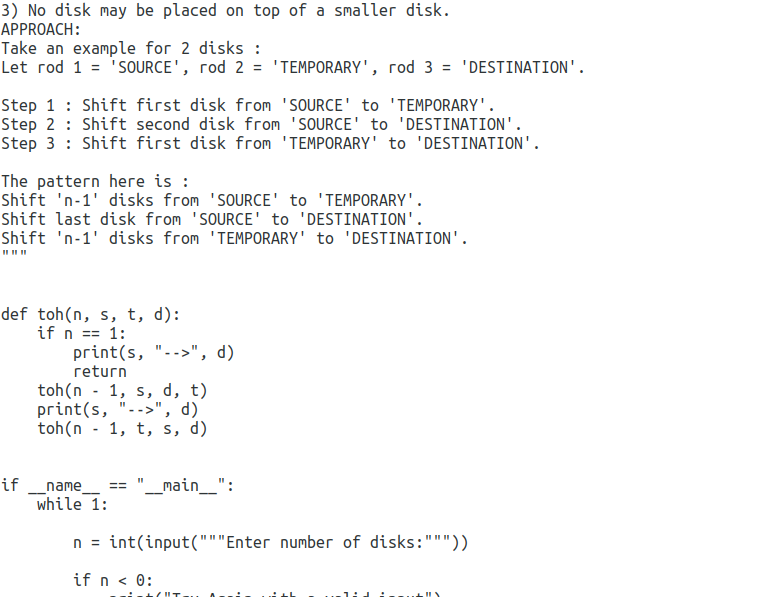 3) No disk may be placed on top of a smaller disk.
APPROACH:
Take an example for 2 disks :
Let rod 1 = 'SOURCE', rod 2 = 'TEMPORARY', rod 3 = 'DESTINATION'.

Step 1 : Shift first disk from 'SOURCE' to 'TEMPORARY'.
Step 2 : Shift second disk from 'SOURCE' to 'DESTINATION'.
Step 3 : Shift first disk from 'TEMPORARY' to 'DESTINATION'.

The pattern here is :
Shift 'n-1' disks from 'SOURCE' to 'TEMPORARY'.
Shift last disk from 'SOURCE' to 'DESTINATION'.
Shift 'n-1' disks from 'TEMPORARY' to 'DESTINATION'.
"""

def toh(n, s, t, d):
    if n == 1:
        print(s, "-->", d)
        return
    toh(n - 1, s, d, t)
    print(s, "-->", d)
    toh(n - 1, t, s, d)

if __name__ == "__main__":
    while 1:

        n = int(input("""Enter number of disks:"""))

        if n < 0: